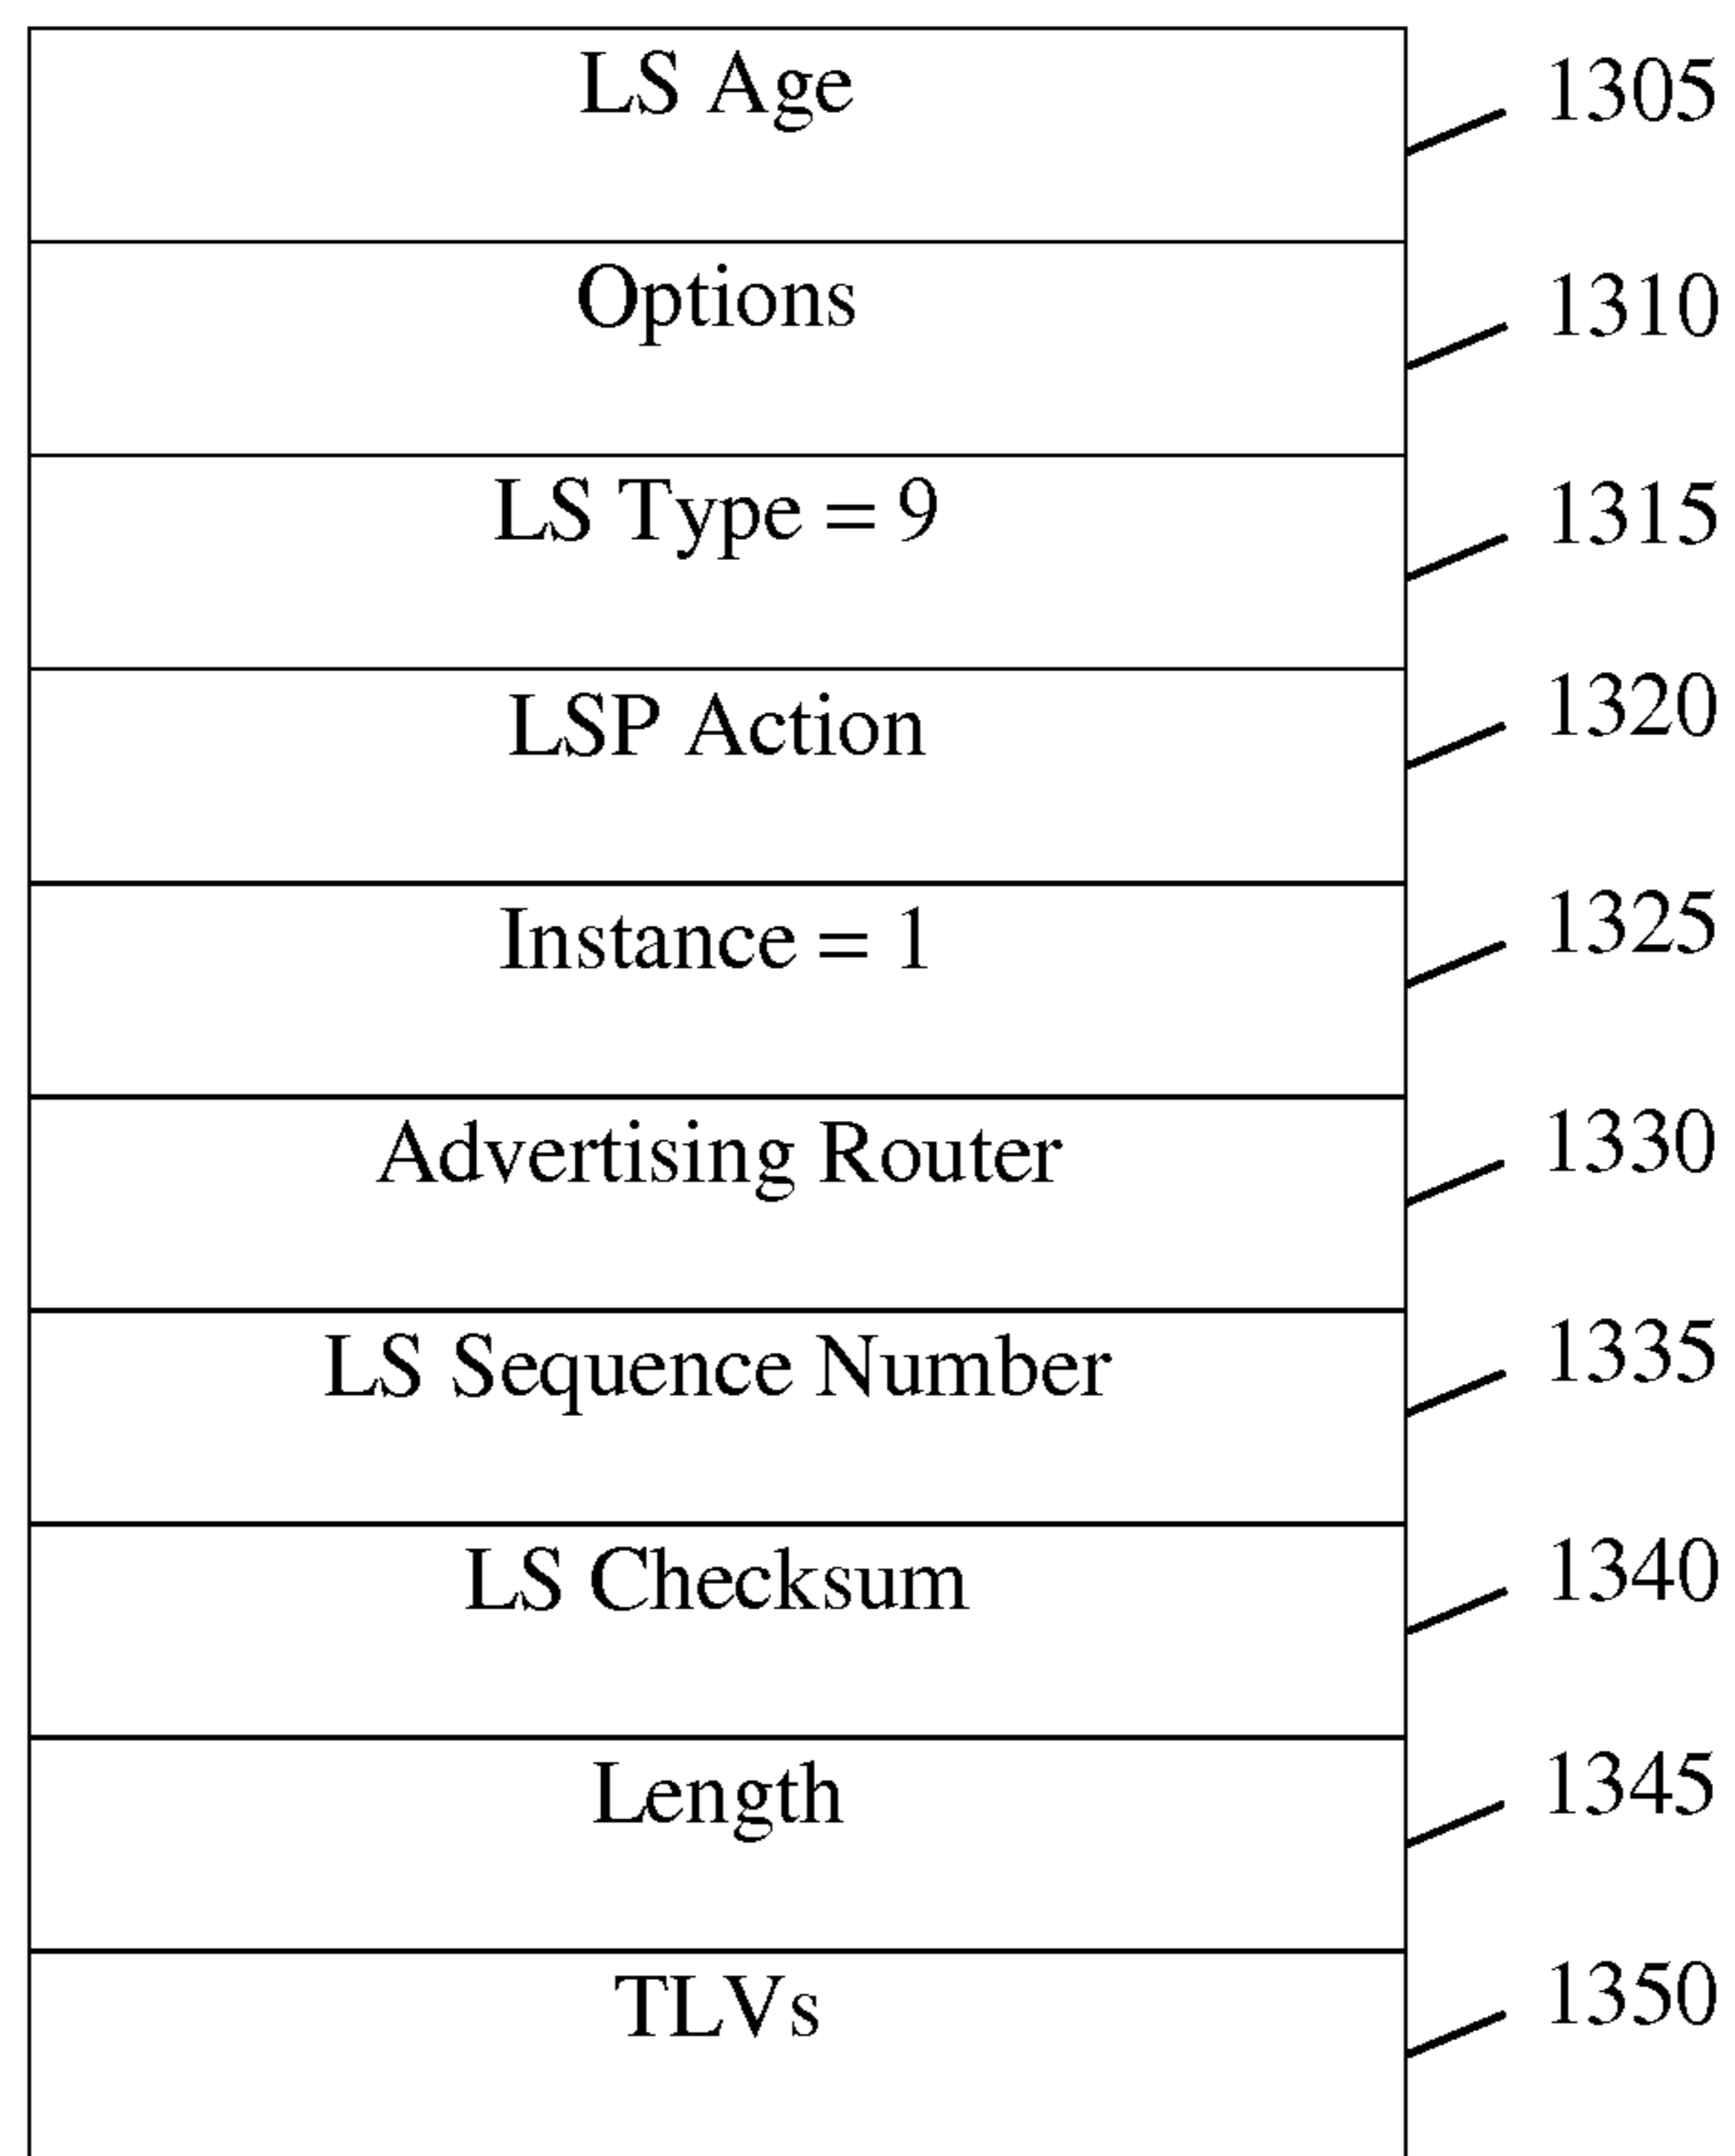 LS Age 1305
Options 1310
LS Type = 9 1315
LSP Action 1320
Instance = 1 1325
Advertising Router 1330
LS Sequence Number 1335
LS Checksum 1340
Length 1345
TLVs 1350